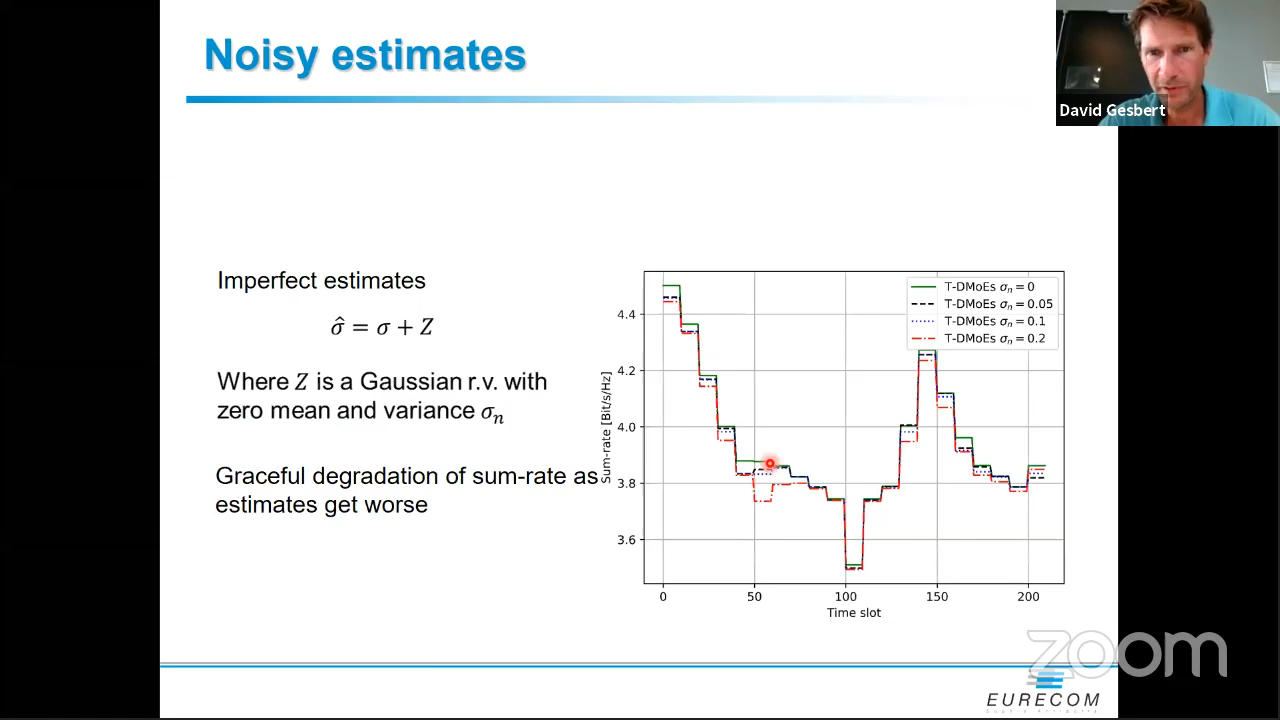 Noisy estimates
David Gesbert
Imperfect estimates
σ̂ = σ + Z
Where Z is a Gaussian r.v. with
zero mean and variance σₙ
Graceful degradation of sum-rate as
estimates get worse
Sum-rate [Bit/s/Hz]
4.4
4.2
4.0
3.8
3.6
T-DMoEs σₙ = 0
T-DMoEs σₙ = 0.05
T-DMoEs σₙ = 0.1
T-DMoEs σₙ = 0.2
0 50 100 150 200
Time slot
zoom
EURECOM